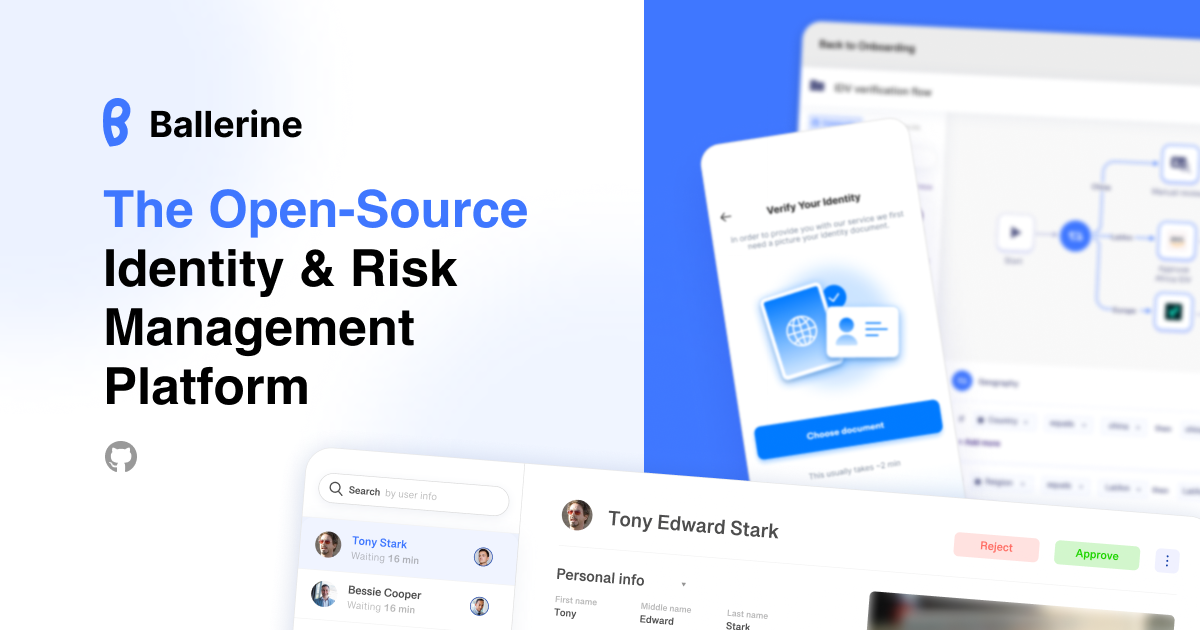 Ballerine
The Open-Source
Identity & Risk
Management
Platform
Back to Onboarding
IDV verification flow
Verify Your Identity
In order to provide you with our service we first
need a picture your identity document.
Choose document
This usually takes ~2 min
Start
Geography
Country
Region
Search by user info
Tony Stark
Waiting 16 min
Bessie Cooper
Waiting 16 min
Tony Edward Stark
Reject
Approve
Personal info
First name
Tony
Middle name
Edward
Last name
Stark